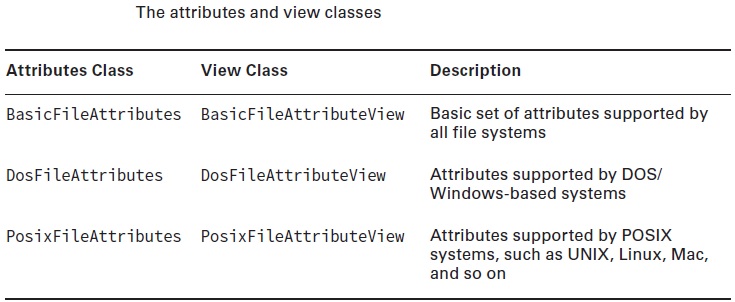 The attributes and view classes
Attributes Class View Class Description
BasicFileAttributes BasicFileAttributeView Basic set of attributes supported by
all file systems
DosFileAttributes DosFileAttributeView Attributes supported by DOS/
Windows-based systems
PosixFileAttributes PosixFileAttributeView Attributes supported by POSIX
systems, such as UNIX, Linux, Mac,
and so on